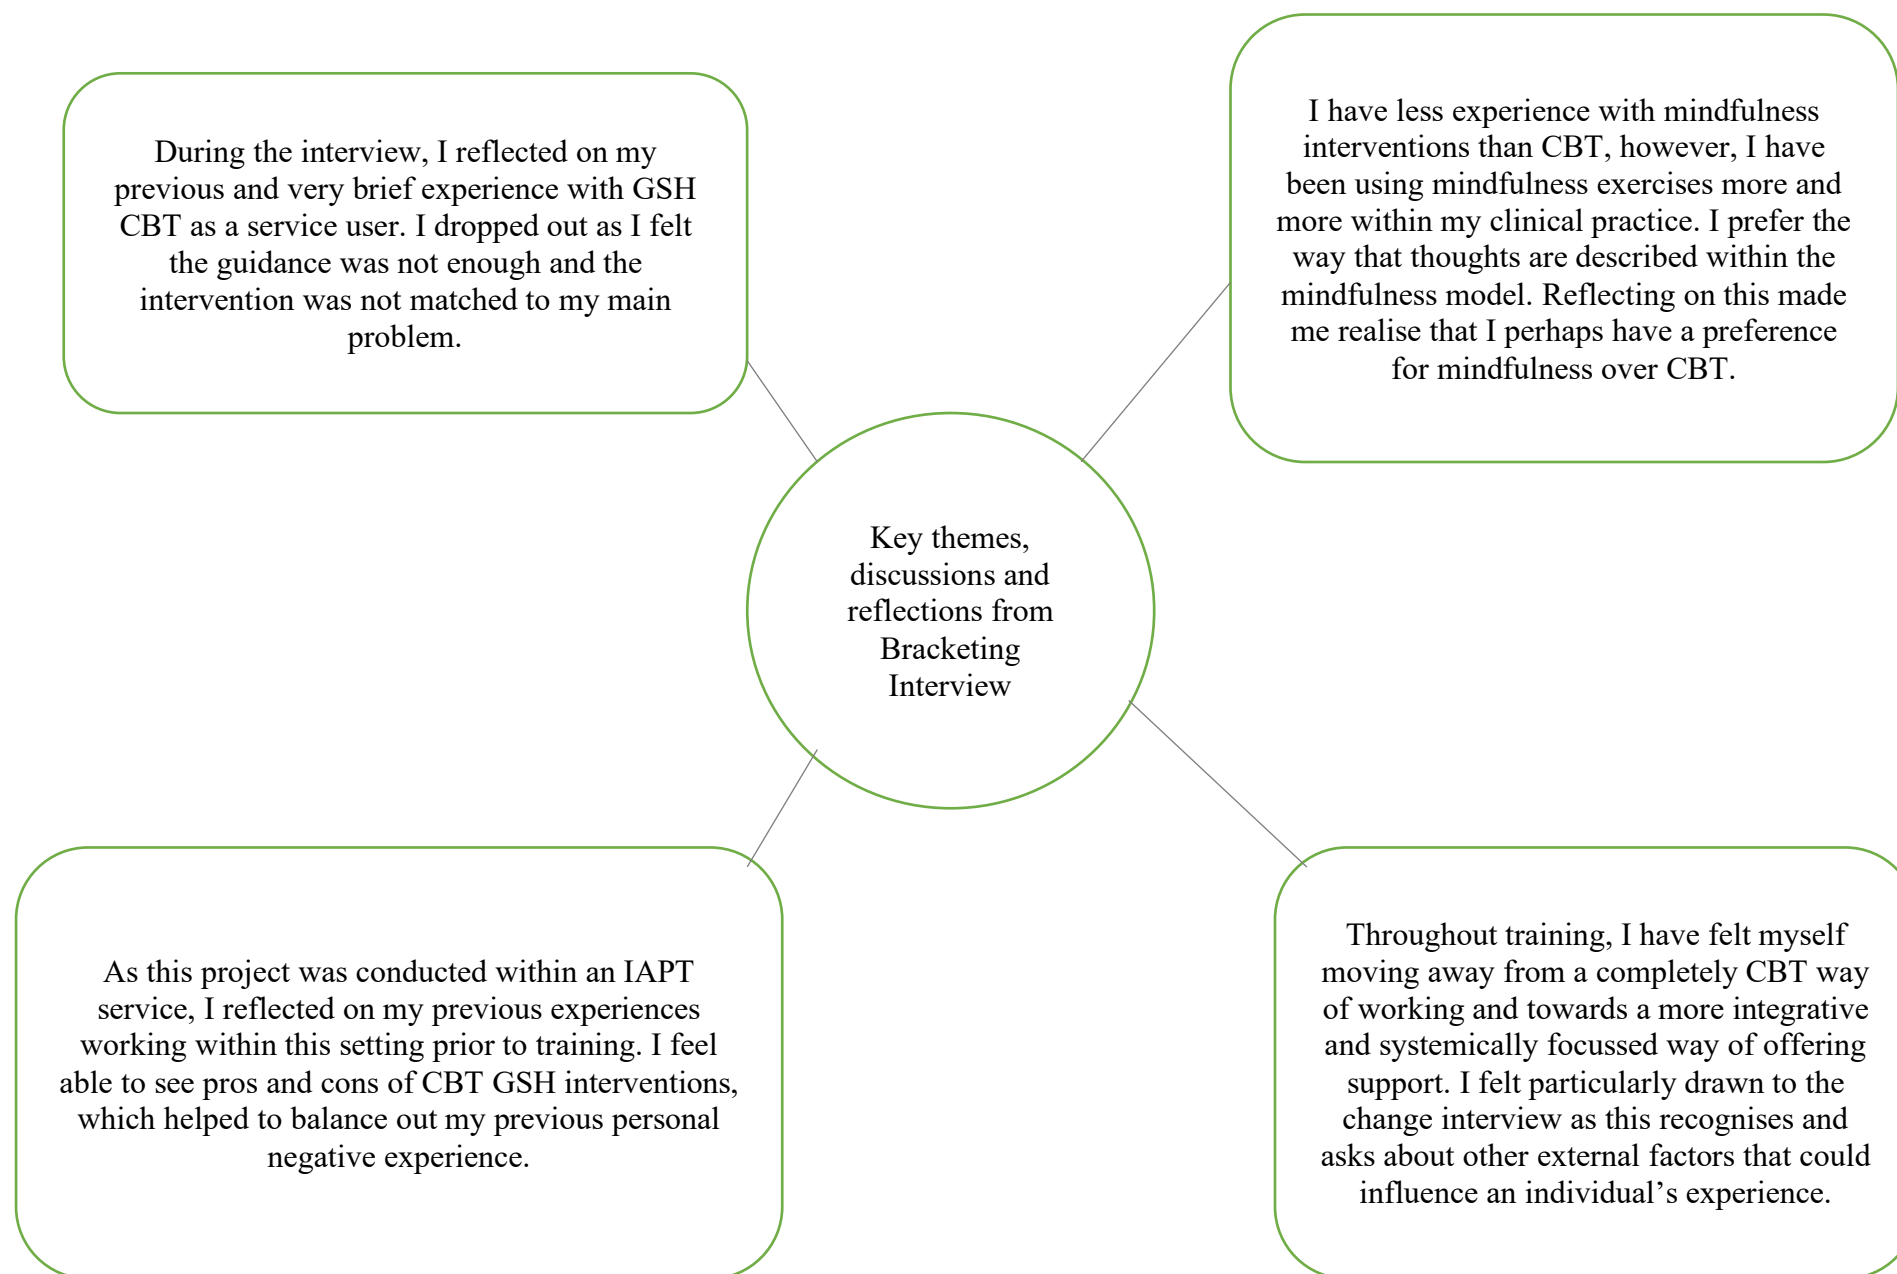 During the interview, I reflected on my
previous and very brief experience with GSH
CBT as a service user. I dropped out as I felt
the guidance was not enough and the
intervention was not matched to my main
problem.
I have less experience with mindfulness
interventions than CBT, however, I have
been using mindfulness exercises more and
more within my clinical practice. I prefer the
way that thoughts are described within the
mindfulness model. Reflecting on this made
me realise that I perhaps have a preference
for mindfulness over CBT.
Key themes,
discussions and
reflections from
Bracketing
Interview
As this project was conducted within an IAPT
service, I reflected on my previous experiences
working within this setting prior to training. I feel
able to see pros and cons of CBT GSH interventions,
which helped to balance out my previous personal
negative experience.
Throughout training, I have felt myself
moving away from a completely CBT way
of working and towards a more integrative
and systemically focussed way of offering
support. I felt particularly drawn to the
change interview as this recognises and
asks about other external factors that could
influence an individual’s experience.